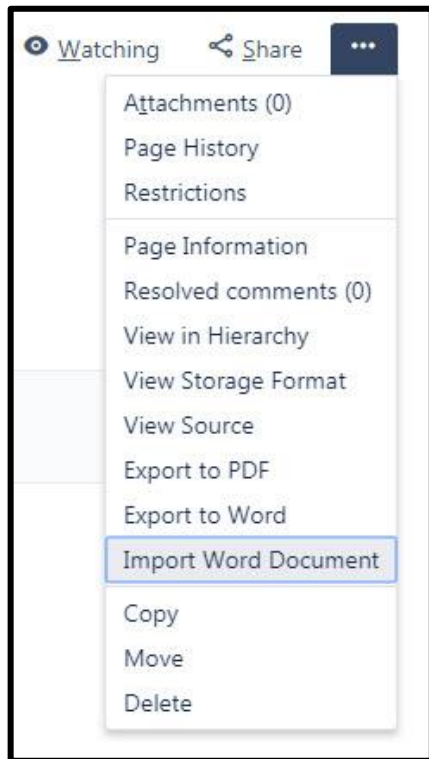 Watching Share •••
Attachments (0)
Page History
Restrictions
Page Information
Resolved comments (0)
View in Hierarchy
View Storage Format
View Source
Export to PDF
Export to Word
Import Word Document
Copy
Move
Delete